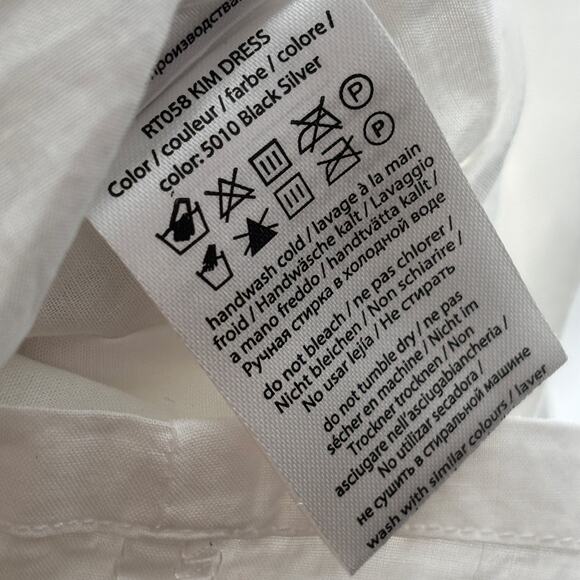 производства
RT058 KIM DRESS
Color / couleur / farbe / colore /
color: 5010 Black Silver
P
P
handwash cold / lavage à la main
froid / Handwäsche kalt / Lavaggio
a mano freddo / handtvätta kallt /
Ручная стирка в холодной воде
do not bleach / ne pas chlorer /
Nicht bleichen / Non schiarire /
No usar lejía / Не стирать
do not tumble dry / ne pas
sécher en machine / Nicht im
Trockner trocknen / Non
asciugare nell'asciugabiancheria /
No utilizar secadora /
не сушить в стиральной машине
wash with similar colours / laver